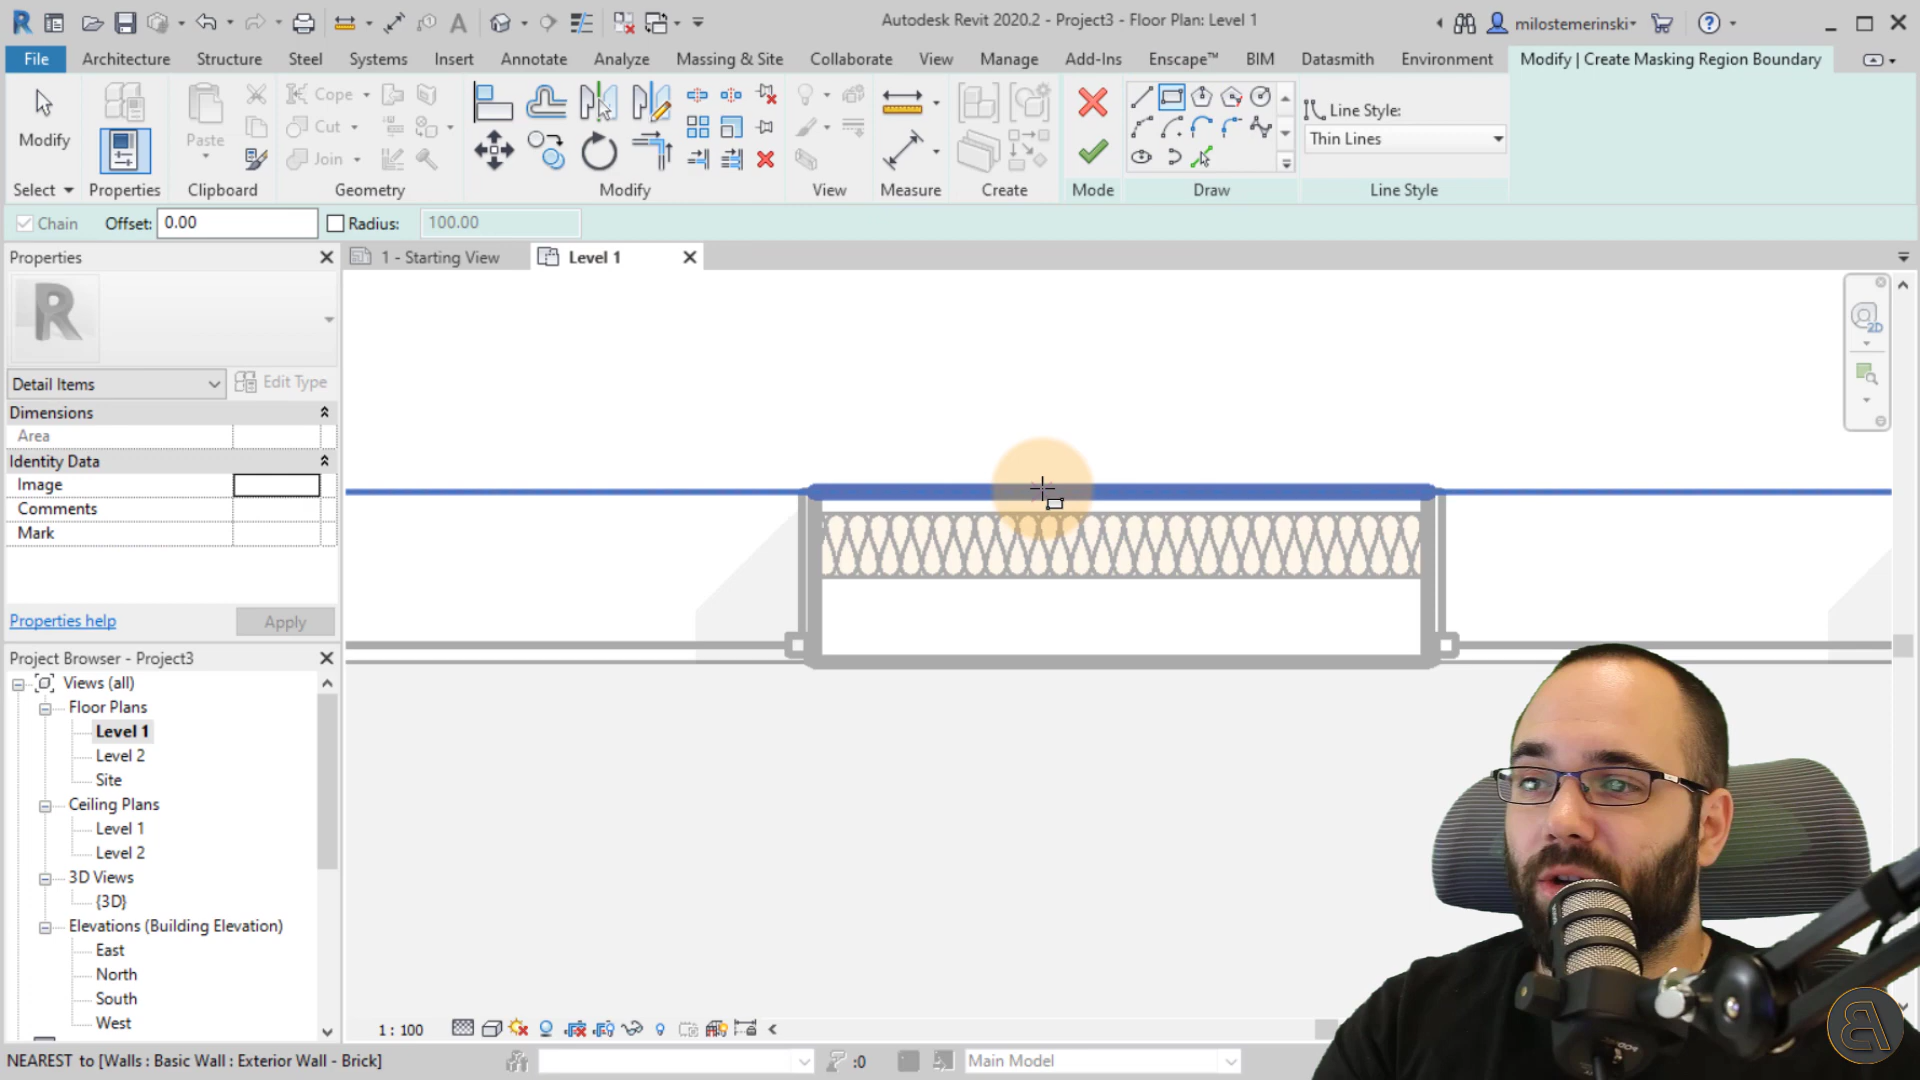 Autodesk Revit 2020.2 - Project3 - Floor Plan: Level 1
milostemerinski
File Architecture Structure Steel Systems Insert Annotate Analyze Massing & Site Collaborate View Manage Add-Ins Enscape™ BIM Datasmith Environment Modify | Create Masking Region Boundary
Modify
Paste
Cope
Cut
Join
Line Style:
Thin Lines
Select Properties Clipboard Geometry Modify View Measure Create Mode Draw Line Style
Chain Offset: 0.00 Radius: 100.00
Properties
1 - Starting View
Level 1
R
2D
Detail Items
Edit Type
Dimensions
Area
Identity Data
Image
Comments
Mark
Properties help
Apply
Project Browser - Project3
Views (all)
Floor Plans
Level 1
Level 2
Site
Ceiling Plans
Level 1
Level 2
3D Views
{3D}
Elevations (Building Elevation)
East
North
South
West
1 : 100
NEAREST to [Walls : Basic Wall : Exterior Wall - Brick]
:0
Main Model